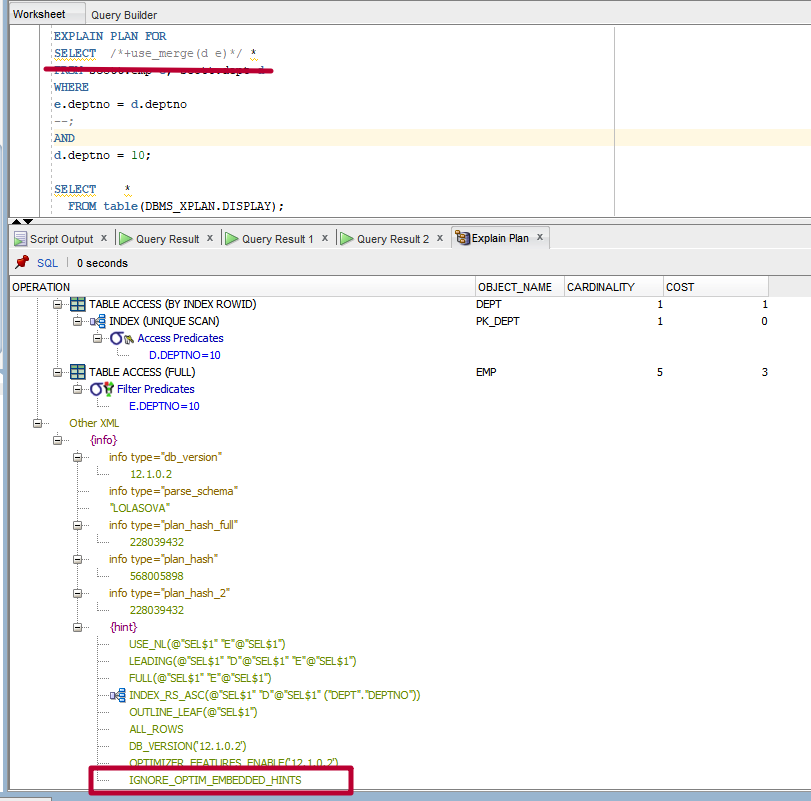 Worksheet Query Builder
EXPLAIN PLAN FOR
SELECT /*+use_merge(d e)*/ *
FROM scott.emp e, scott.dept d
WHERE
e.deptno = d.deptno
--;
AND
d.deptno = 10;
SELECT *
FROM table(DBMS_XPLAN.DISPLAY);
Script Output x Query Result x Query Result 1 x Query Result 2 x Explain Plan x
SQL | 0 seconds
OPERATION OBJECT_NAME CARDINALITY COST
TABLE ACCESS (BY INDEX ROWID) DEPT 1 1
INDEX (UNIQUE SCAN) PK_DEPT 1 0
Access Predicates
D.DEPTNO=10
TABLE ACCESS (FULL) EMP 5 3
Filter Predicates
E.DEPTNO=10
Other XML
{info}
info type="db_version"
12.1.0.2
info type="parse_schema"
"LOLASOVA"
info type="plan_hash_full"
228039432
info type="plan_hash"
568005898
info type="plan_hash_2"
228039432
{hint}
USE_NL(@"SEL$1" "E"@"SEL$1")
LEADING(@"SEL$1" "D"@"SEL$1" "E"@"SEL$1")
FULL(@"SEL$1" "E"@"SEL$1")
INDEX_RS_ASC(@"SEL$1" "D"@"SEL$1" ("DEPT"."DEPTNO"))
OUTLINE_LEAF(@"SEL$1")
ALL_ROWS
DB_VERSION('12.1.0.2')
OPTIMIZER_FEATURES_ENABLE('12.1.0.2')
IGNORE_OPTIM_EMBEDDED_HINTS